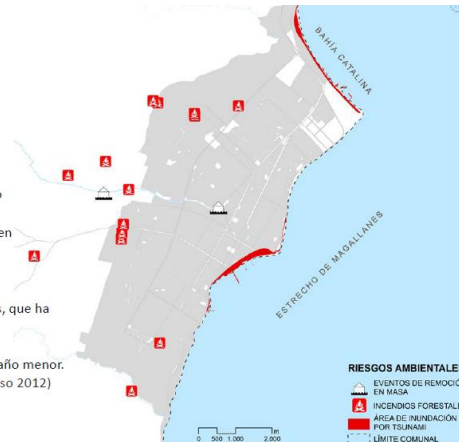 BAHÍA CATALINA
en
s, que ha
año menor.
so 2012)
ESTRECHO DE MAGALLANES
RIESGOS AMBIENTALE
EVENTOS DE REMOCIÓ
EN MASA
INCENDIOS FORESTALE
ÁREA DE INUNDACIÓN
POR TSUNAMI
LÍMITE COMUNAL
0 500 1.000 2.000
m